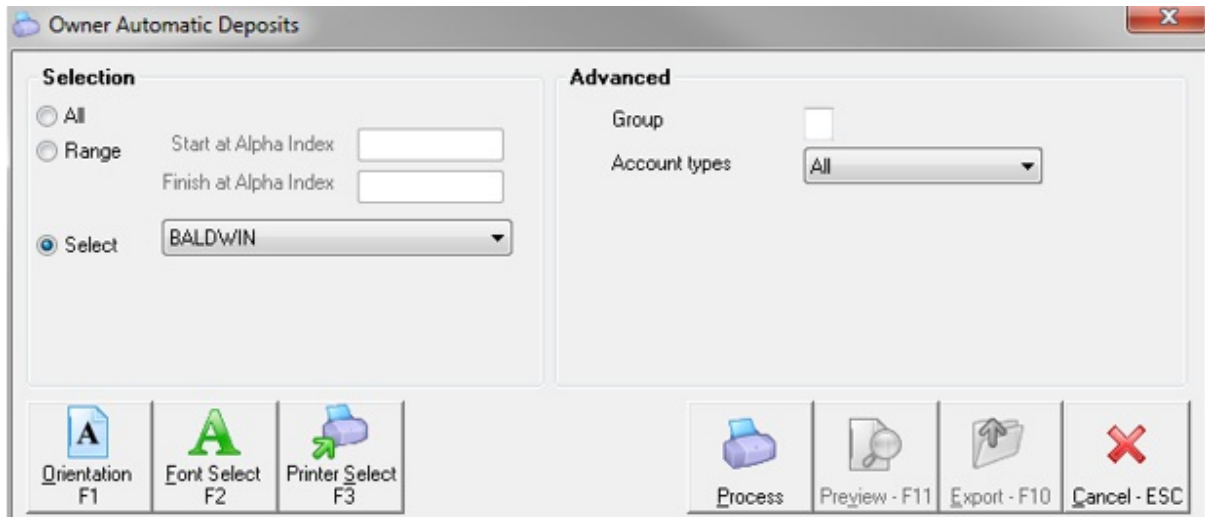 Owner Automatic Deposits
Selection
All
Range
Start at Alpha Index
Finish at Alpha Index
Select
BALDWIN
Advanced
Group
Account types
All
Orientation
F1
Font Select
F2
Printer Select
F3
Process
Preview - F11
Export - F10
Cancel - ESC